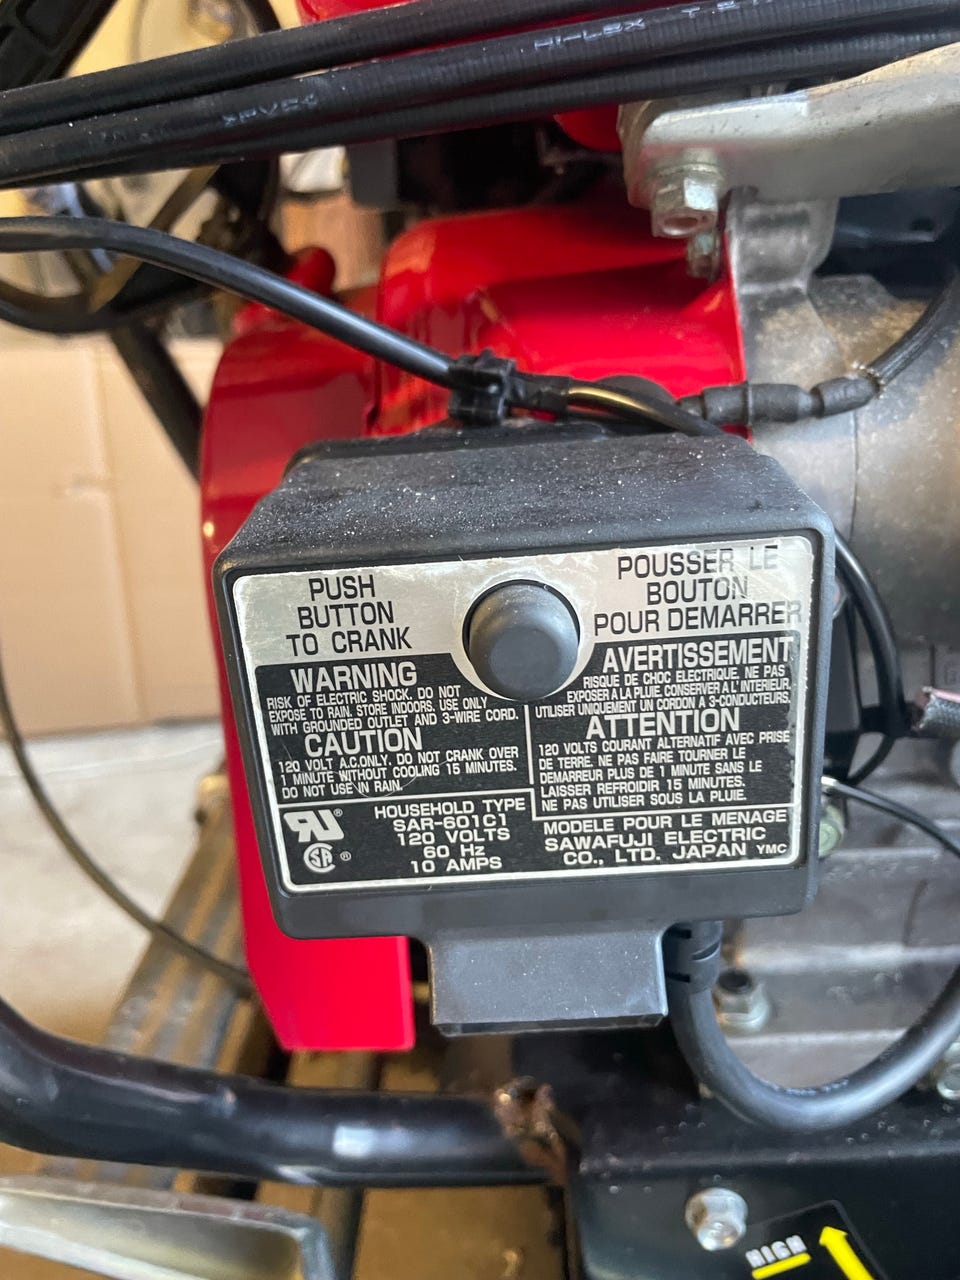 HI-LEX
PUSH
BUTTON
TO CRANK
POUSSER LE
BOUTON
POUR DEMARRER
WARNING
RISK OF ELECTRIC SHOCK. DO NOT
EXPOSE TO RAIN. STORE INDOORS. USE ONLY
WITH GROUNDED OUTLET AND 3-WIRE CORD.
CAUTION
120 VOLT A.C.ONLY. DO NOT CRANK OVER
1 MINUTE WITHOUT COOLING 15 MINUTES.
DO NOT USE IN RAIN.
AVERTISSEMENT
RISQUE DE CHOC ELECTRIQUE. NE PAS
EXPOSER A LA PLUIE. CONSERVER A L'INTERIEUR.
UTILISER UNIQUEMENT UN CORDON A 3-CONDUCTEURS.
ATTENTION
120 VOLTS COURANT ALTERNATIF AVEC PRISE
DE TERRE. NE PAS FAIRE TOURNER LE
DEMARREUR PLUS DE 1 MINUTE SANS LE
LAISSER REFROIDIR 15 MINUTES.
NE PAS UTILISER SOUS LA PLUIE.
RU ®
SA ®
HOUSEHOLD TYPE
SAR-601C1
120 VOLTS
60 Hz
10 AMPS
MODELE POUR LE MENAGE
SAWAFUJI ELECTRIC
CO., LTD. JAPAN YMC
HIGH